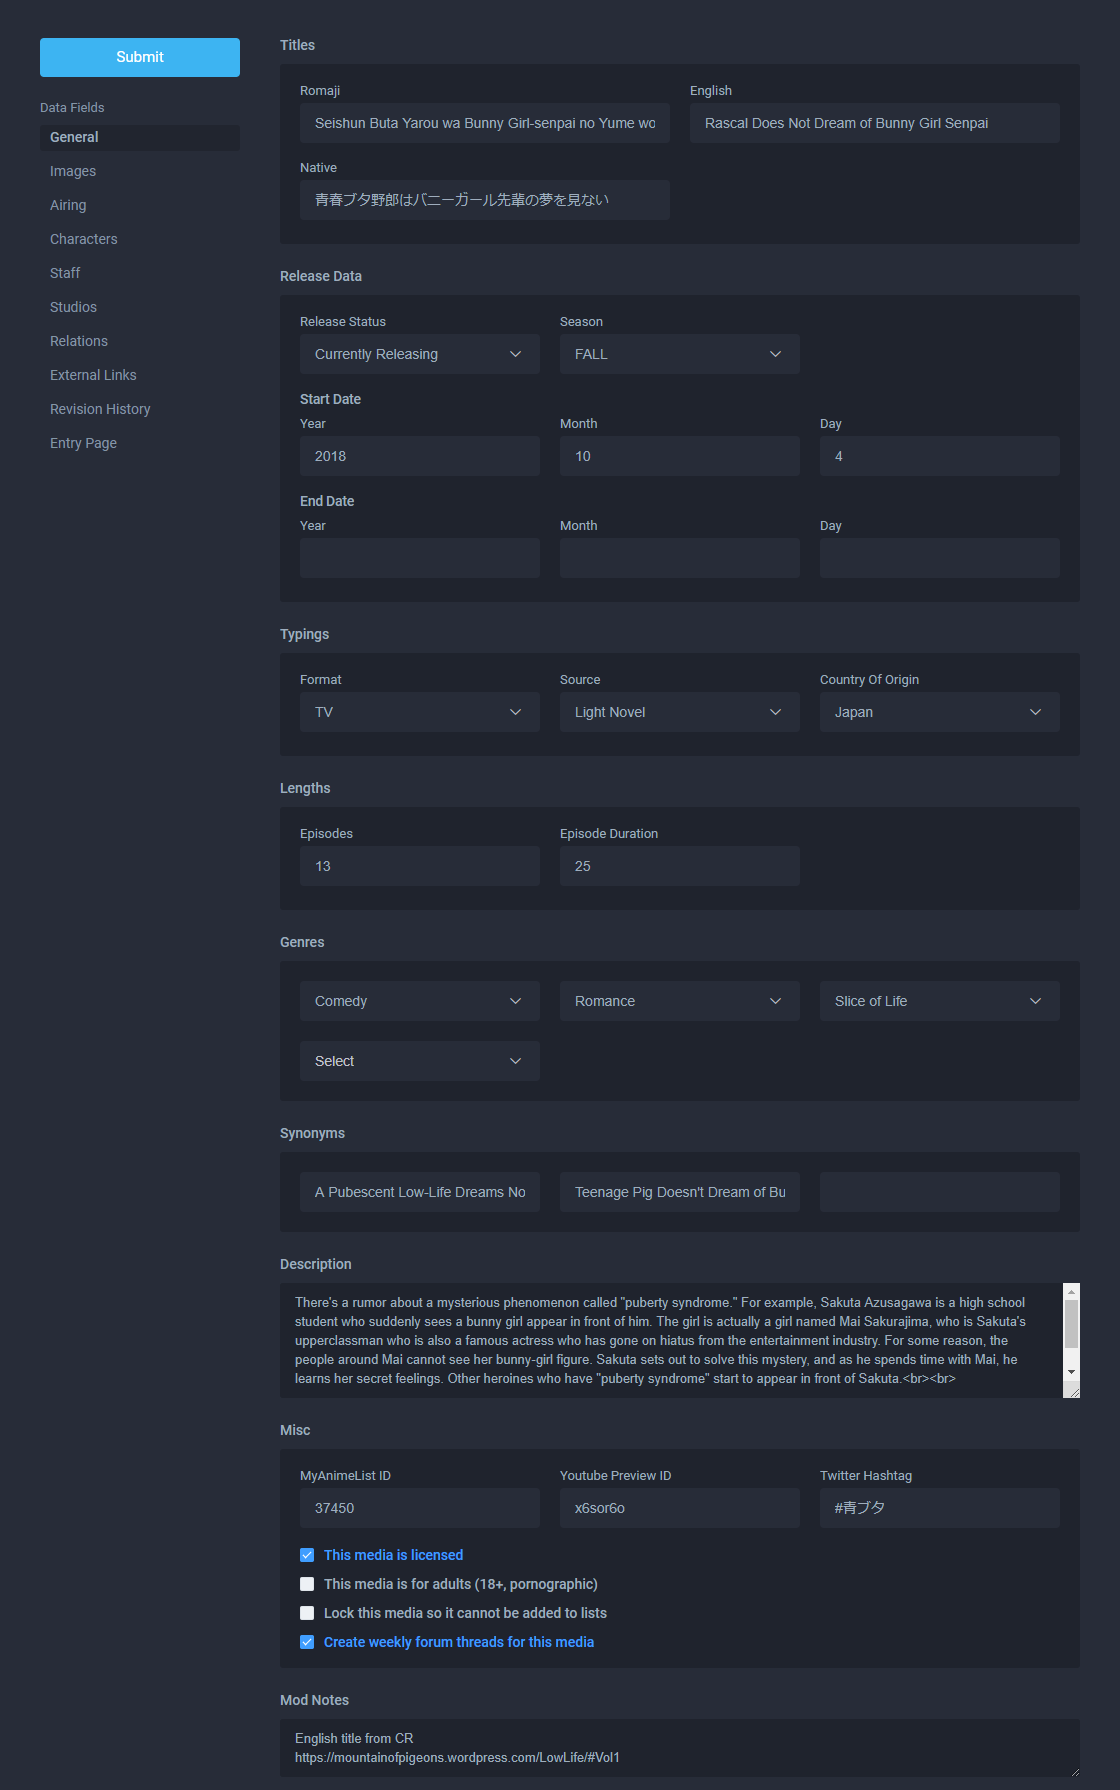 Submit
Data Fields
General
Images
Airing
Characters
Staff
Studios
Relations
External Links
Revision History
Entry Page
Titles
Romaji
English
Seishun Buta Yarou wa Bunny Girl-senpai no Yume wo
Rascal Does Not Dream of Bunny Girl Senpai
Native
青春ブタ野郎はバニーガール先輩の夢を見ない
Release Data
Release Status
Season
Currently Releasing
FALL
Start Date
Year
Month
Day
2018
10
4
End Date
Year
Month
Day
Typings
Format
Source
Country Of Origin
TV
Light Novel
Japan
Lengths
Episodes
Episode Duration
13
25
Genres
Comedy
Romance
Slice of Life
Select
Synonyms
A Pubescent Low-Life Dreams No
Teenage Pig Doesn't Dream of Bu
Description
There's a rumor about a mysterious phenomenon called "puberty syndrome." For example, Sakuta Azusagawa is a high school
student who suddenly sees a bunny girl appear in front of him. The girl is actually a girl named Mai Sakurajima, who is Sakuta's
upperclassman who is also a famous actress who has gone on hiatus from the entertainment industry. For some reason, the
people around Mai cannot see her bunny-girl figure. Sakuta sets out to solve this mystery, and as he spends time with Mai, he
learns her secret feelings. Other heroines who have "puberty syndrome" start to appear in front of Sakuta.<br><br>
Misc
MyAnimeList ID
Youtube Preview ID
Twitter Hashtag
37450
x6sor6o
#青ブタ
This media is licensed
This media is for adults (18+, pornographic)
Lock this media so it cannot be added to lists
Create weekly forum threads for this media
Mod Notes
English title from CR
https://mountainofpigeons.wordpress.com/LowLife/#Vol1